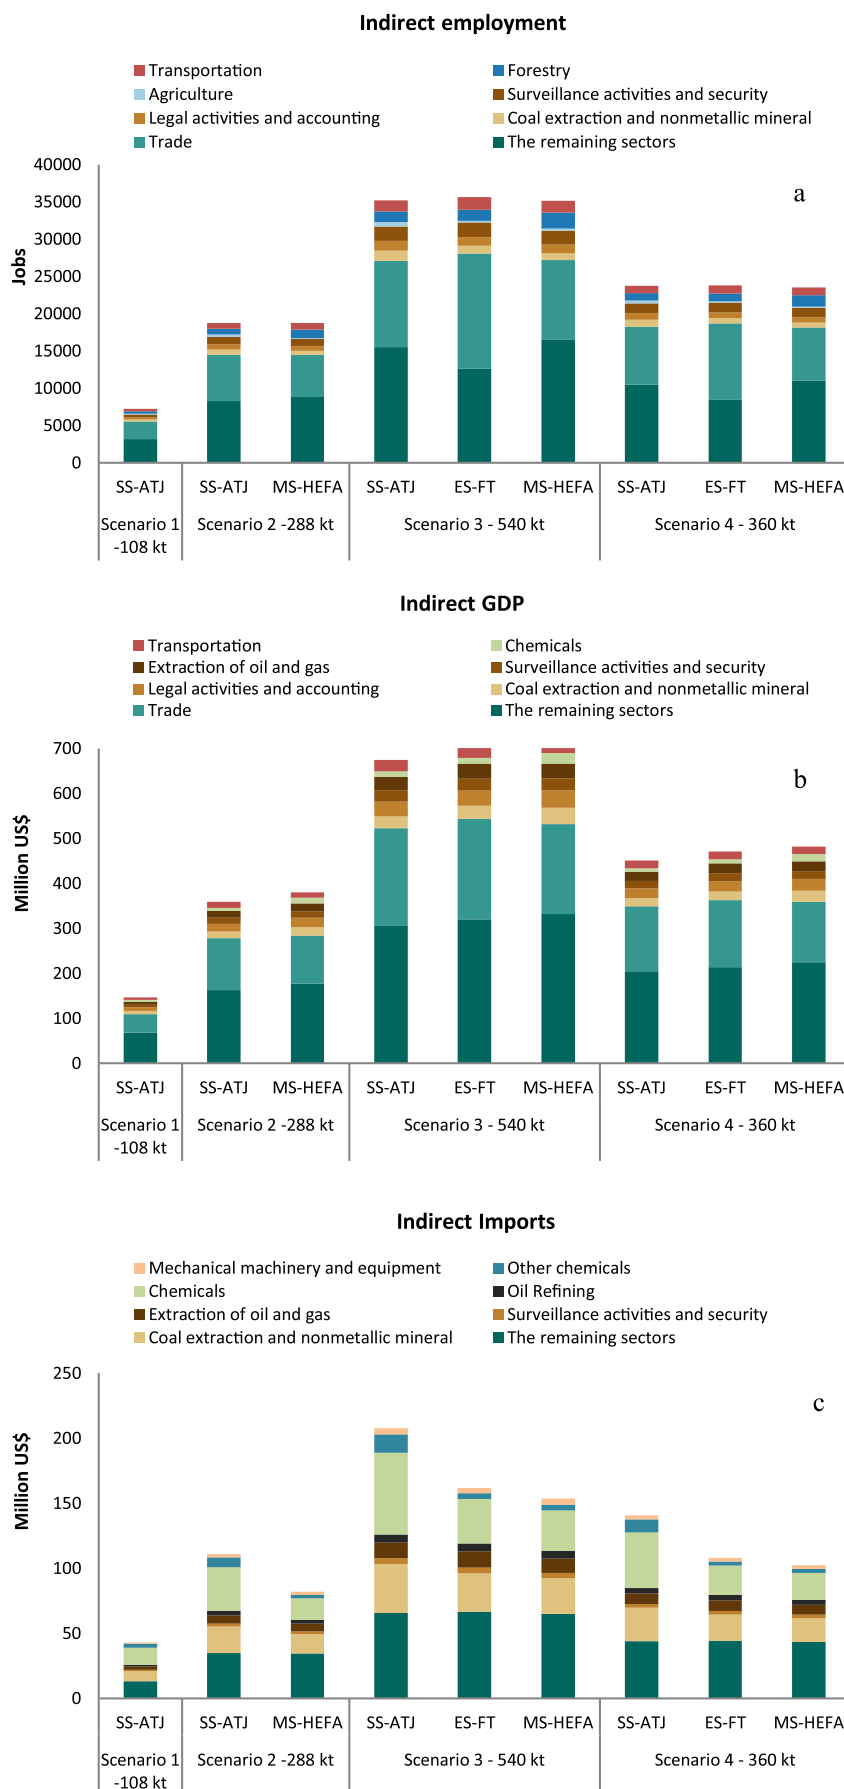 Indirect employment
Transportation
Forestry
Agriculture
Surveillance activities and security
Legal activities and accounting
Coal extraction and nonmetallic mineral
Trade
The remaining sectors
40000
35000
30000
25000
20000
15000
10000
5000
0
Jobs
a
SS-ATJ
SS-ATJ
MS-HEFA
SS-ATJ
ES-FT
MS-HEFA
SS-ATJ
ES-FT
MS-HEFA
Scenario 1
-108 kt
Scenario 2 -288 kt
Scenario 3 - 540 kt
Scenario 4 - 360 kt
Indirect GDP
Transportation
Chemicals
Extraction of oil and gas
Surveillance activities and security
Legal activities and accounting
Coal extraction and nonmetallic mineral
Trade
The remaining sectors
700
600
500
400
300
200
100
0
Million US$
b
SS-ATJ
SS-ATJ
MS-HEFA
SS-ATJ
ES-FT
MS-HEFA
SS-ATJ
ES-FT
MS-HEFA
Scenario 1
-108 kt
Scenario 2 -288 kt
Scenario 3 - 540 kt
Scenario 4 - 360 kt
Indirect Imports
Mechanical machinery and equipment
Other chemicals
Chemicals
Oil Refining
Extraction of oil and gas
Surveillance activities and security
Coal extraction and nonmetallic mineral
The remaining sectors
250
200
150
100
50
0
Million US$
c
SS-ATJ
SS-ATJ
MS-HEFA
SS-ATJ
ES-FT
MS-HEFA
SS-ATJ
ES-FT
MS-HEFA
Scenario 1
-108 kt
Scenario 2 -288 kt
Scenario 3 - 540 kt
Scenario 4 - 360 kt